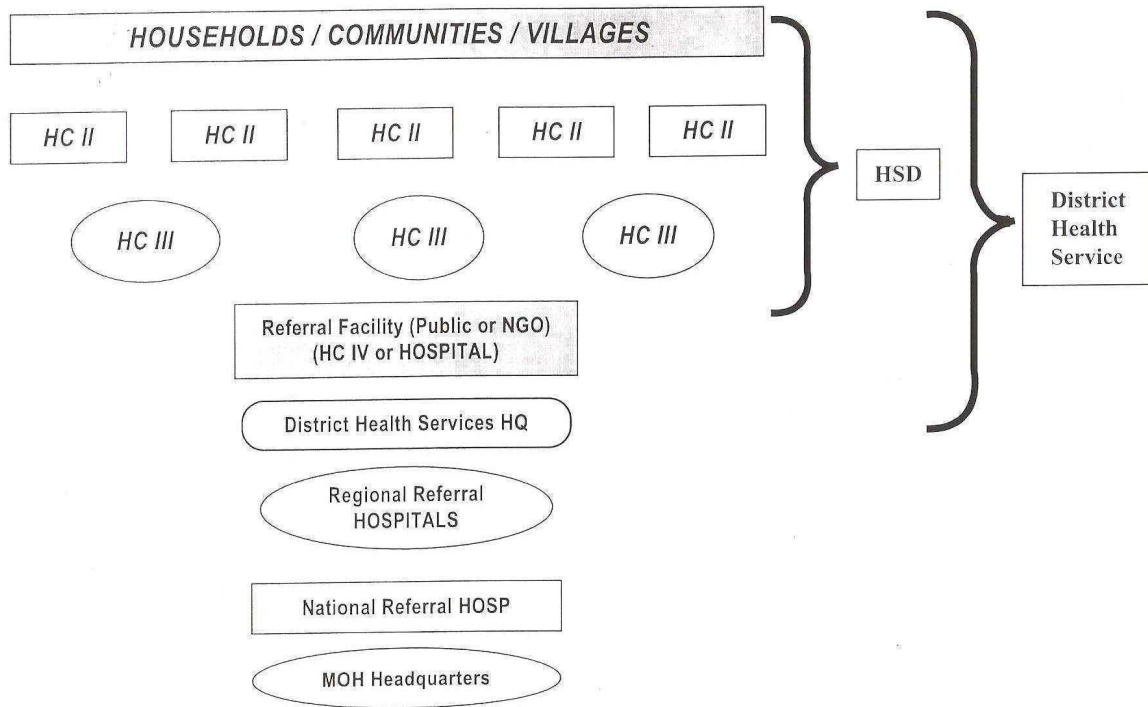 HOUSEHOLDS / COMMUNITIES / VILLAGES
HC II
HC II
HC II
HC II
HC II
HC III
HC III
HC III
HSD
District
Health
Service
Referral Facility (Public or NGO)
(HC IV or HOSPITAL)
District Health Services HQ
Regional Referral
HOSPITALS
National Referral HOSP
MOH Headquarters